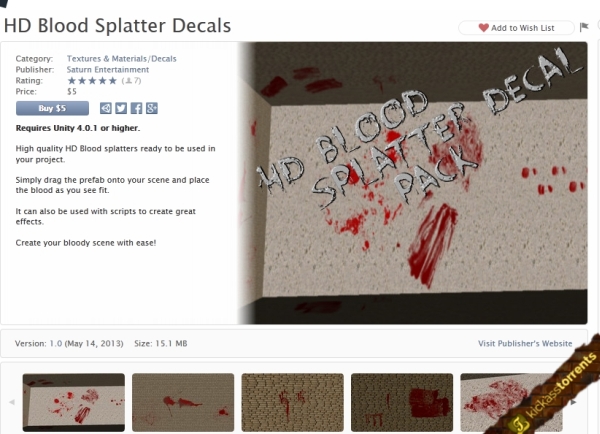 HD Blood Splatter Decals
Add to Wish List
Category: Textures & Materials/Decals
Publisher: Saturn Entertainment
Rating: ★★★★★ (7)
Price: $5
Buy $5
Requires Unity 4.0.1 or higher.
High quality HD Blood splatters ready to be used in
your project.
Simply drag the prefab onto your scene and place
the blood as you see fit.
It can also be used with scripts to create great
effects.
Create your bloody scene with ease!
HD BLOOD
SPLATTER DECAL
PACK
Version: 1.0 (May 14, 2013) Size: 15.1 MB
Visit Publisher's Website
kickasstorrents